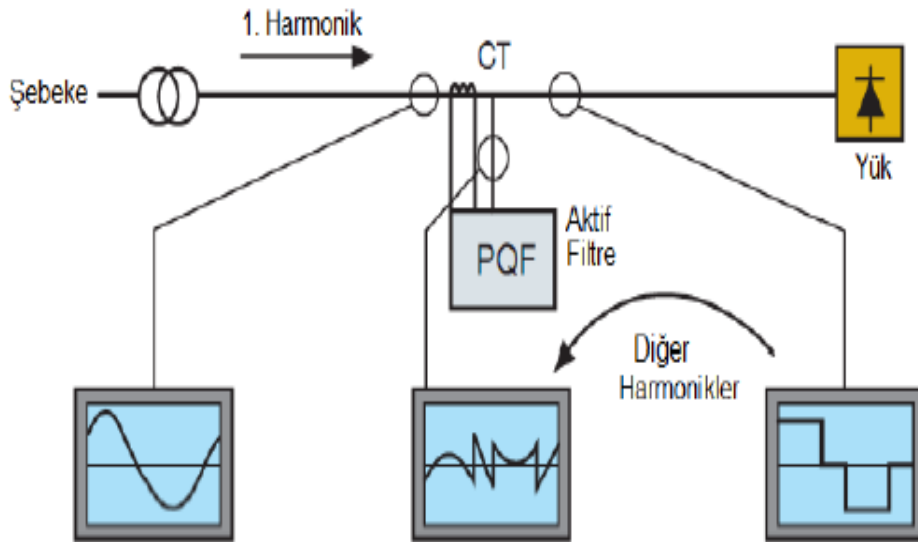 1. Harmonik
CT
Şebeke
Yük
Aktif
Filtre
PQF
Diğer
Harmonikler